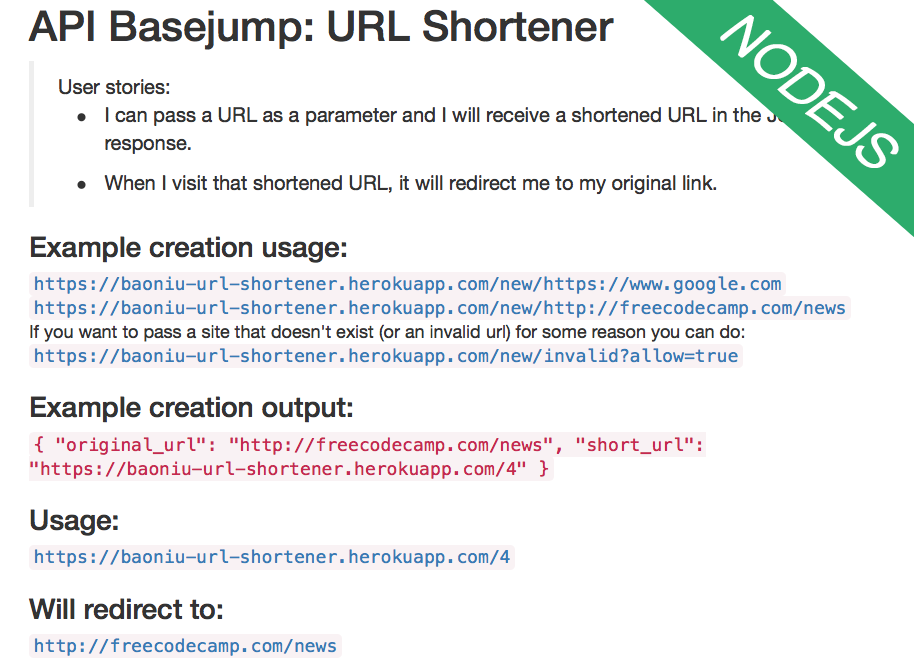 API Basejump: URL Shortener
NODEJS
User stories:
• I can pass a URL as a parameter and I will receive a shortened URL in the
response.
• When I visit that shortened URL, it will redirect me to my original link.
Example creation usage:
https://baoniu-url-shortener.herokuapp.com/new/https://www.google.com
https://baoniu-url-shortener.herokuapp.com/new/http://freecodecamp.com/news
If you want to pass a site that doesn't exist (or an invalid url) for some reason you can do:
https://baoniu-url-shortener.herokuapp.com/new/invalid?allow=true
Example creation output:
{ "original_url": "http://freecodecamp.com/news", "short_url":
"https://baoniu-url-shortener.herokuapp.com/4" }
Usage:
https://baoniu-url-shortener.herokuapp.com/4
Will redirect to:
http://freecodecamp.com/news